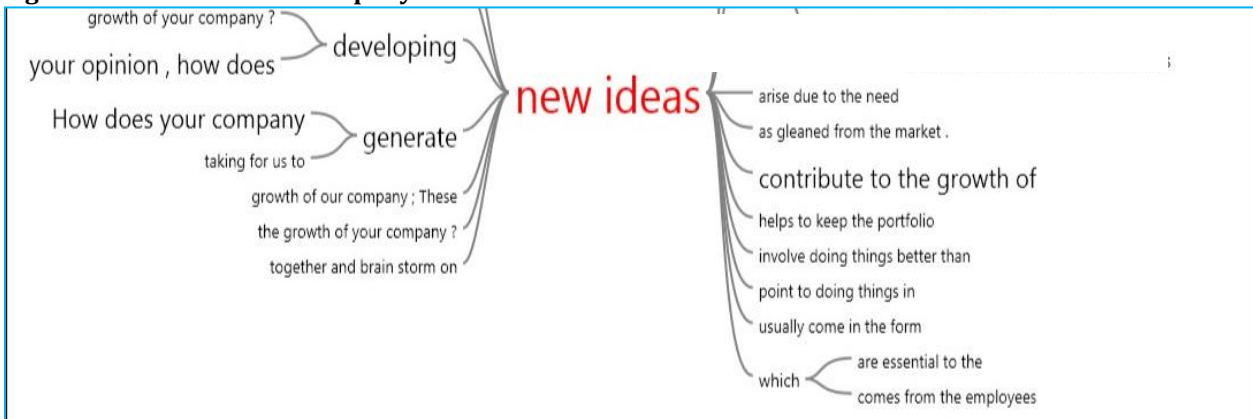 growth of your company ?
developing
your opinion , how does
How does your company
generate
taking for us to
growth of our company ; These
the growth of your company ?
together and brain storm on
new ideas
arise due to the need
as gleaned from the market .
contribute to the growth of
helps to keep the portfolio
involve doing things better than
point to doing things in
usually come in the form
which
are essential to the
comes from the employees